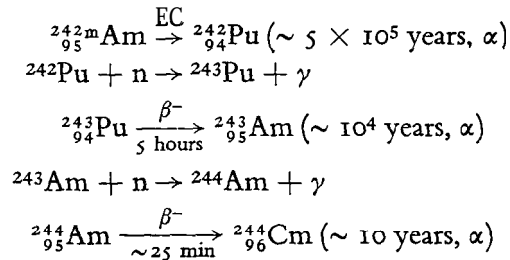 ²⁴²ᵐ₉₅Am →(EC) ²⁴²₉₄Pu (~ 5 × 10⁵ years, α)
²⁴²Pu + n → ²⁴³Pu + γ
²⁴³₉₄Pu →(β⁻, 5 hours) ²⁴³₉₅Am (~ 10⁴ years, α)
²⁴³Am + n → ²⁴⁴Am + γ
²⁴⁴₉₅Am →(β⁻, ~25 min) ²⁴⁴₉₆Cm (~ 10 years, α)